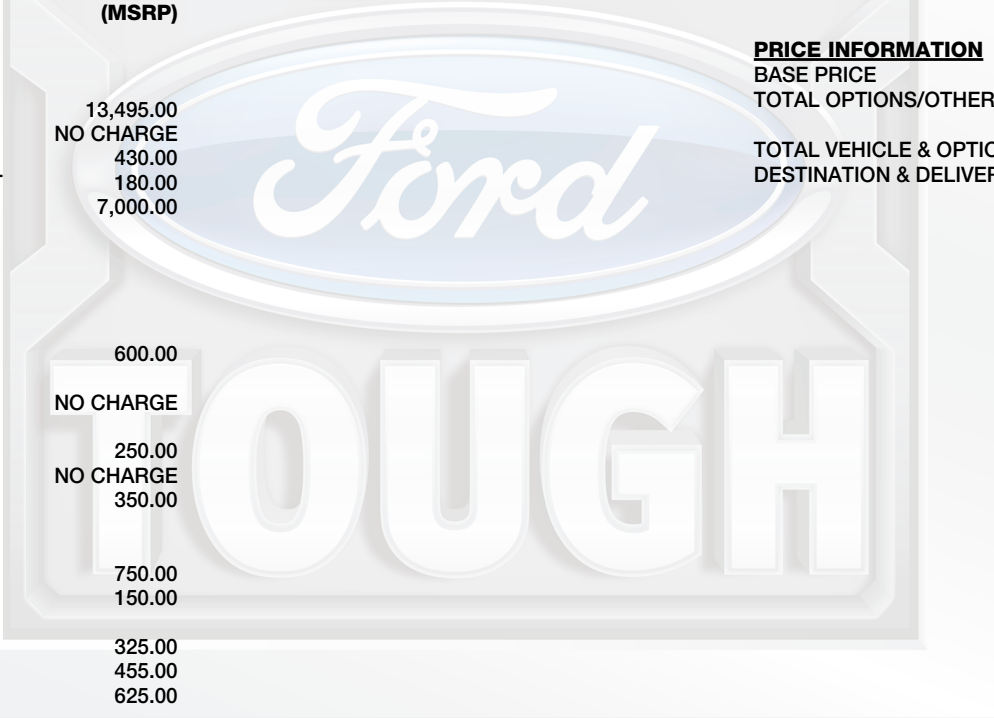 (MSRP)
13,495.00
NO CHARGE
430.00
180.00
7,000.00
600.00
NO CHARGE
250.00
NO CHARGE
350.00
750.00
150.00
325.00
455.00
625.00
PRICE INFORMATION
BASE PRICE
TOTAL OPTIONS/OTHER
TOTAL VEHICLE & OPTIO
DESTINATION & DELIVER
Ford
TOUGH